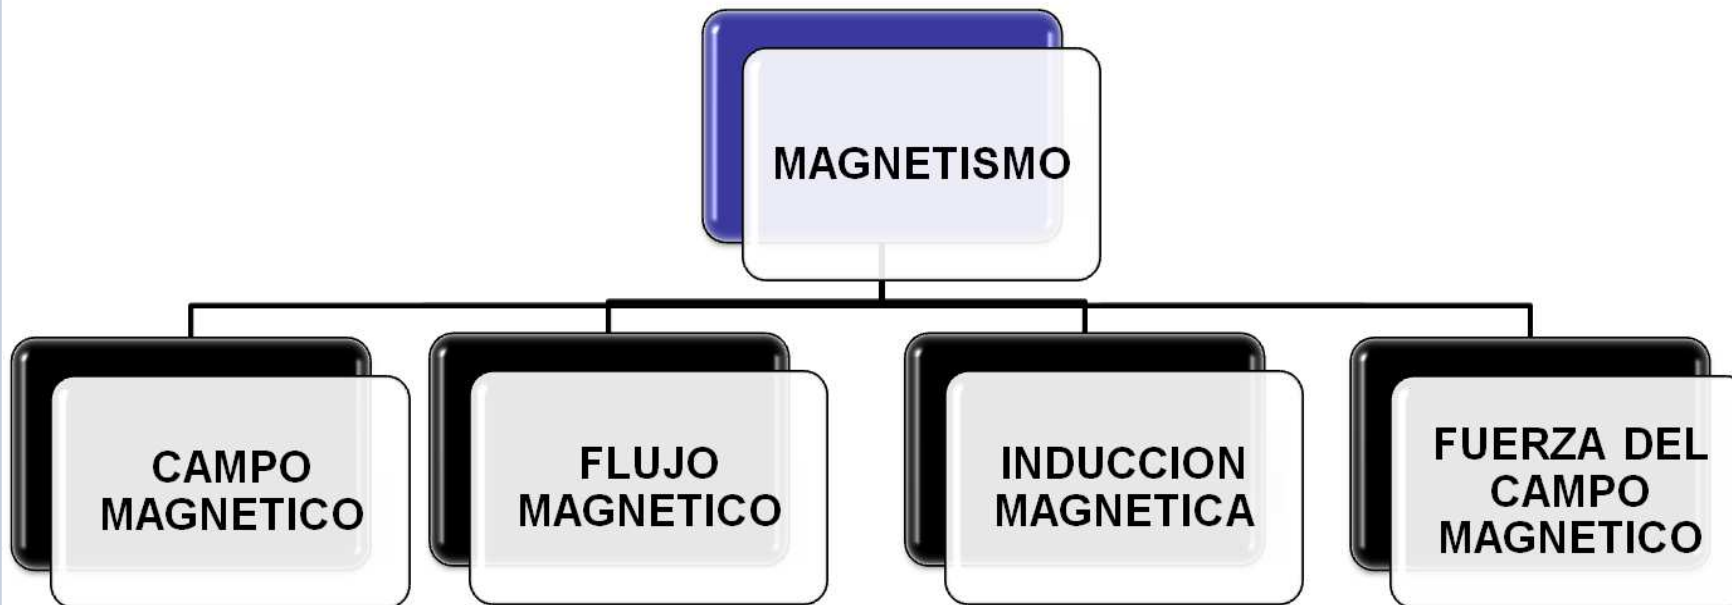 MAGNETISMO
CAMPO
MAGNETICO
FLUJO
MAGNETICO
INDUCCION
MAGNETICA
FUERZA DEL
CAMPO
MAGNETICO